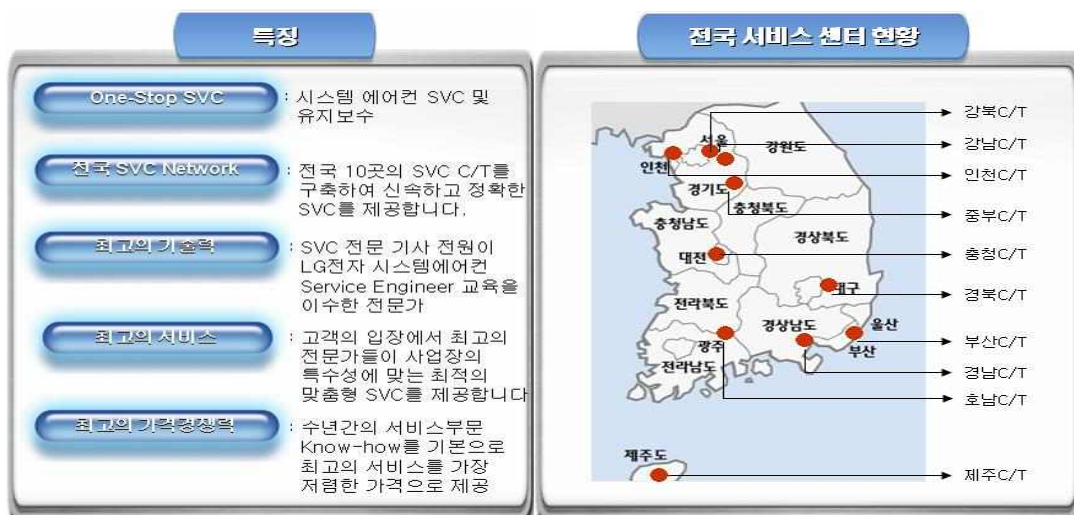 특징
One-Stop SVC
: 시스템 에어컨 SVC 및
유지보수
전국 SVC Network
: 전국 10곳의 SVC C/T를
구축하여 신속하고 정확한
SVC를 제공합니다.
최고의 기술력
: SVC 전문 기사 전원이
LG전자 시스템에어컨
Service Engineer 교육을
이수한 전문가
최고의 서비스
: 고객의 입장에서 최고의
전문가들이 사업장의
특수성에 맞는 최적의
맞춤형 SVC를 제공합니다
최고의 가격경쟁력
: 수년간의 서비스부문
Know-how를 기본으로
최고의 서비스를 가장
저렴한 가격으로 제공
전국 서비스 센터 현황
서울
인천
강원도
경기도
충청북도
충청남도
경상북도
대전
대구
전라북도
경상남도
울산
광주
부산
전라남도
제주도
강북C/T
강남C/T
인천C/T
중부C/T
충청C/T
경북C/T
부산C/T
경남C/T
호남C/T
제주C/T